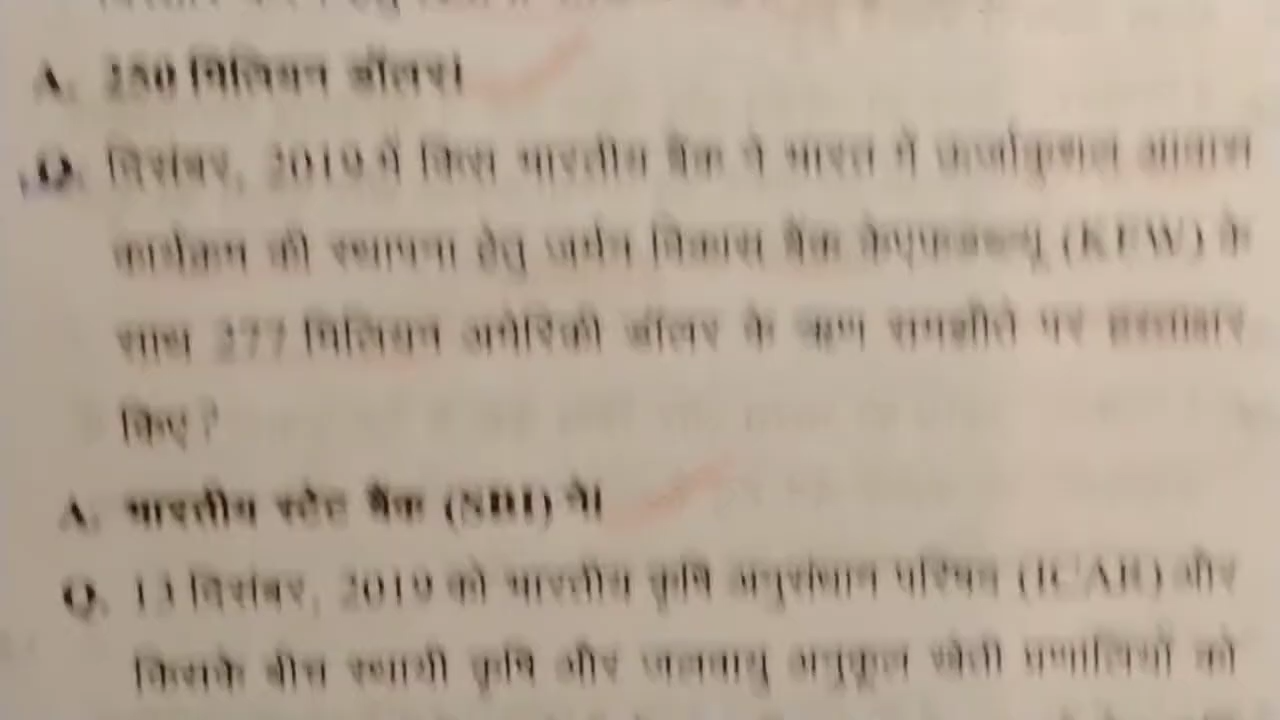 A. 250 मिलियन डॉलर।
Q. दिसंबर, 2019 में किस भारतीय बैंक ने भारत में ऊर्जाकुशल आवास
कार्यक्रम की स्थापना हेतु जर्मन विकास बैंक केएफडब्ल्यू (KFW) के
साथ 277 मिलियन अमेरिकी डॉलर के ऋण समझौते पर हस्ताक्षर
किए?
A. भारतीय स्टेट बैंक (SBI) ने।
Q. 13 दिसंबर, 2019 को भारतीय कृषि अनुसंधान परिषद (ICAR) और
किसके बीच स्थायी कृषि और जलवायु अनुकूल खेती प्रणालियों को